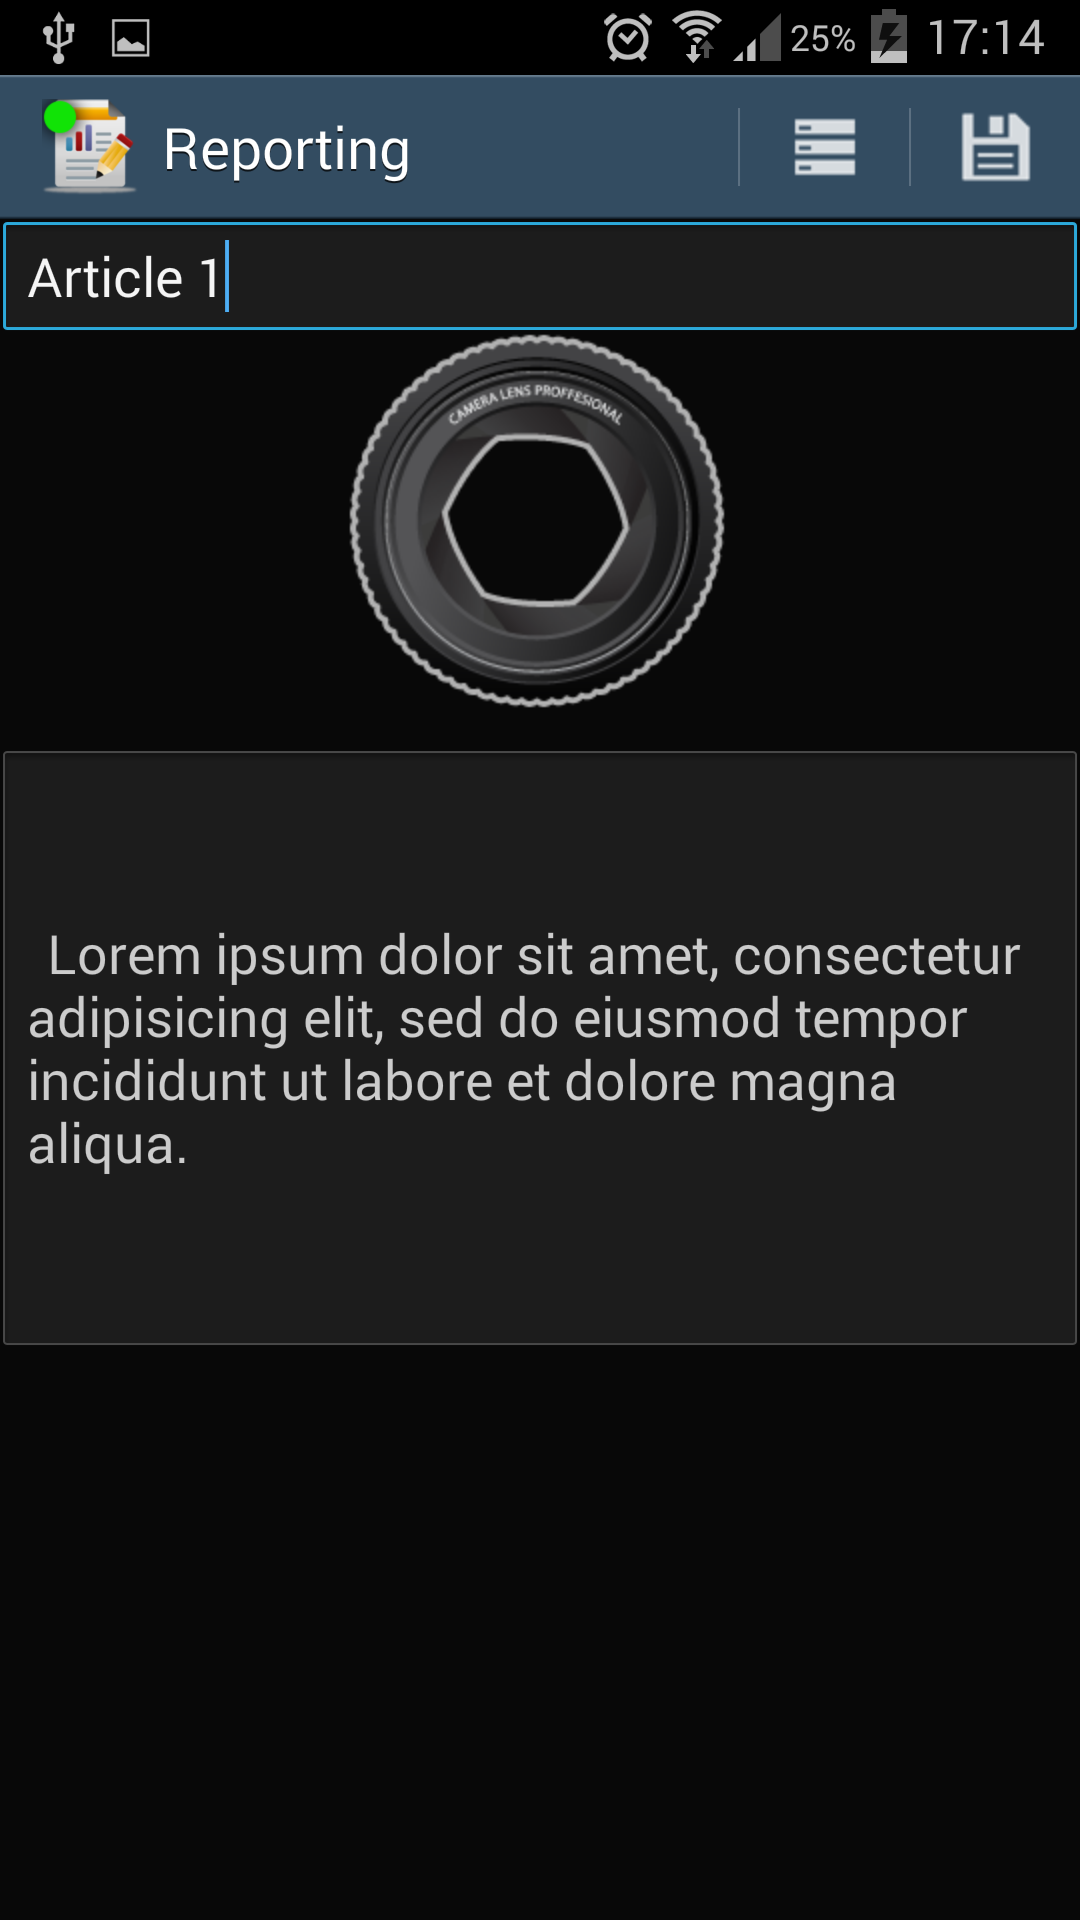 25% 17:14
Reporting
Article 1
CAMERA LENS PROFFESIONAL
Lorem ipsum dolor sit amet, consectetur
adipisicing elit, sed do eiusmod tempor
incididunt ut labore et dolore magna
aliqua.